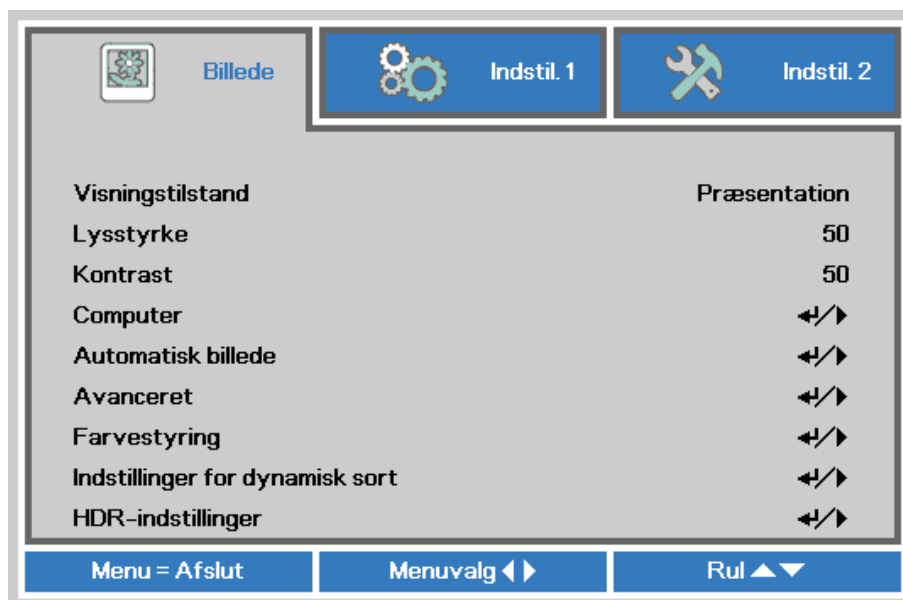 Billede Indstil. 1 Indstil. 2
Visningstilstand Præsentation
Lysstyrke 50
Kontrast 50
Computer
Automatisk billede
Avanceret
Farvestyring
Indstillinger for dynamisk sort
HDR-indstillinger
Menu = Afslut Menuvalg Rul